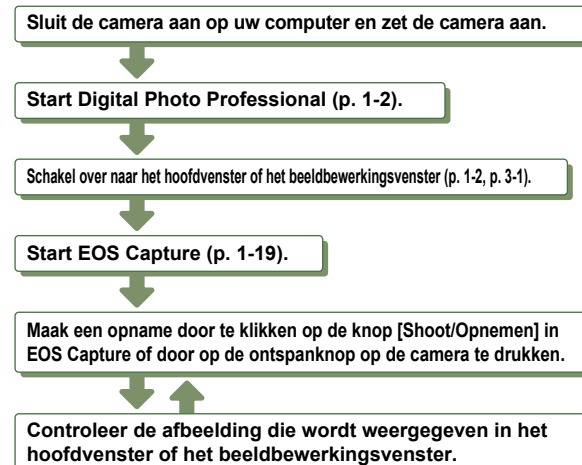 Sluit de camera aan op uw computer en zet de camera aan.
Start Digital Photo Professional (p. 1-2).
Schakel over naar het hoofdvenster of het beeldbewerkingsvenster (p. 1-2, p. 3-1).
Start EOS Capture (p. 1-19).
Maak een opname door te klikken op de knop [Shoot/Opnemen] in
EOS Capture of door op de ontspanknop op de camera te drukken.
Controleer de afbeelding die wordt weergegeven in het
hoofdvenster of het beeldbewerkingsvenster.